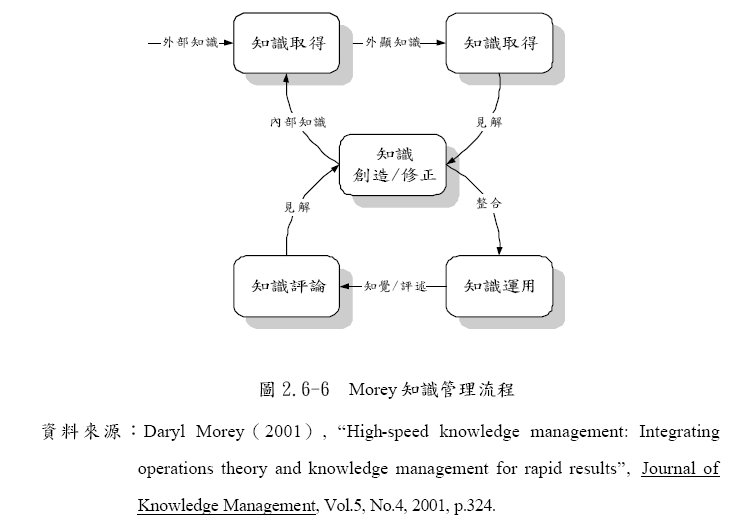 外部知識
知識取得
外顯知識
知識取得
內部知識
見解
知識
創造/修正
見解
整合
知識評論
知覺/評述
知識運用
圖 2.6-6 Morey 知識管理流程
資料來源：Daryl Morey（2001）, “High-speed knowledge management: Integrating
operations theory and knowledge management for rapid results”, Journal of
Knowledge Management, Vol.5, No.4, 2001, p.324.